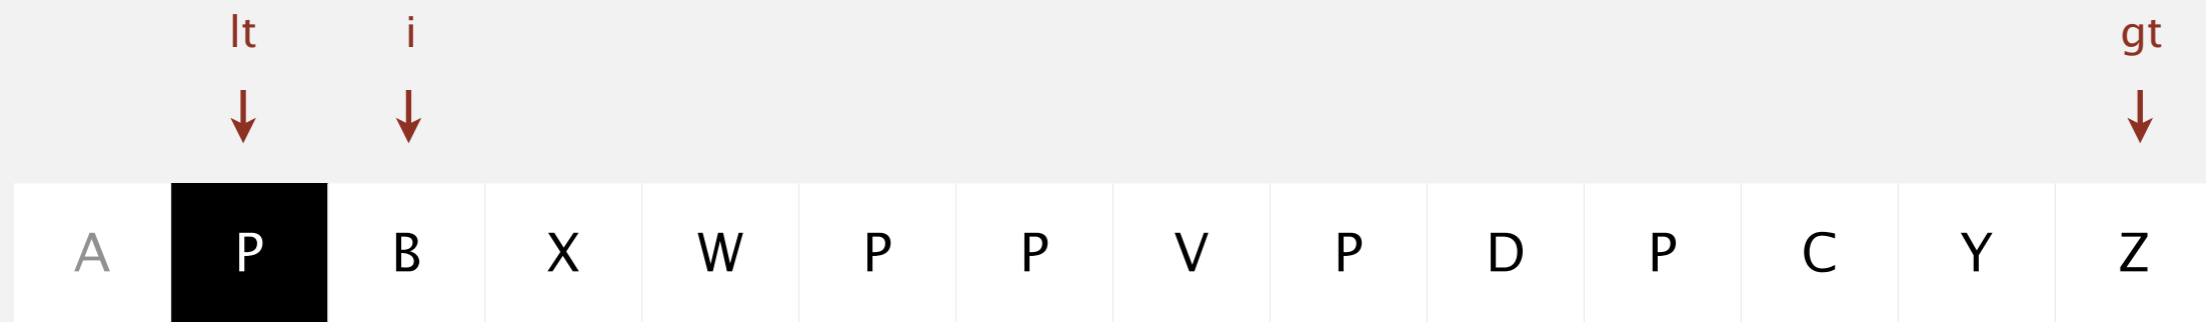 lt i gt
A P B X W P P V P D P C Y Z